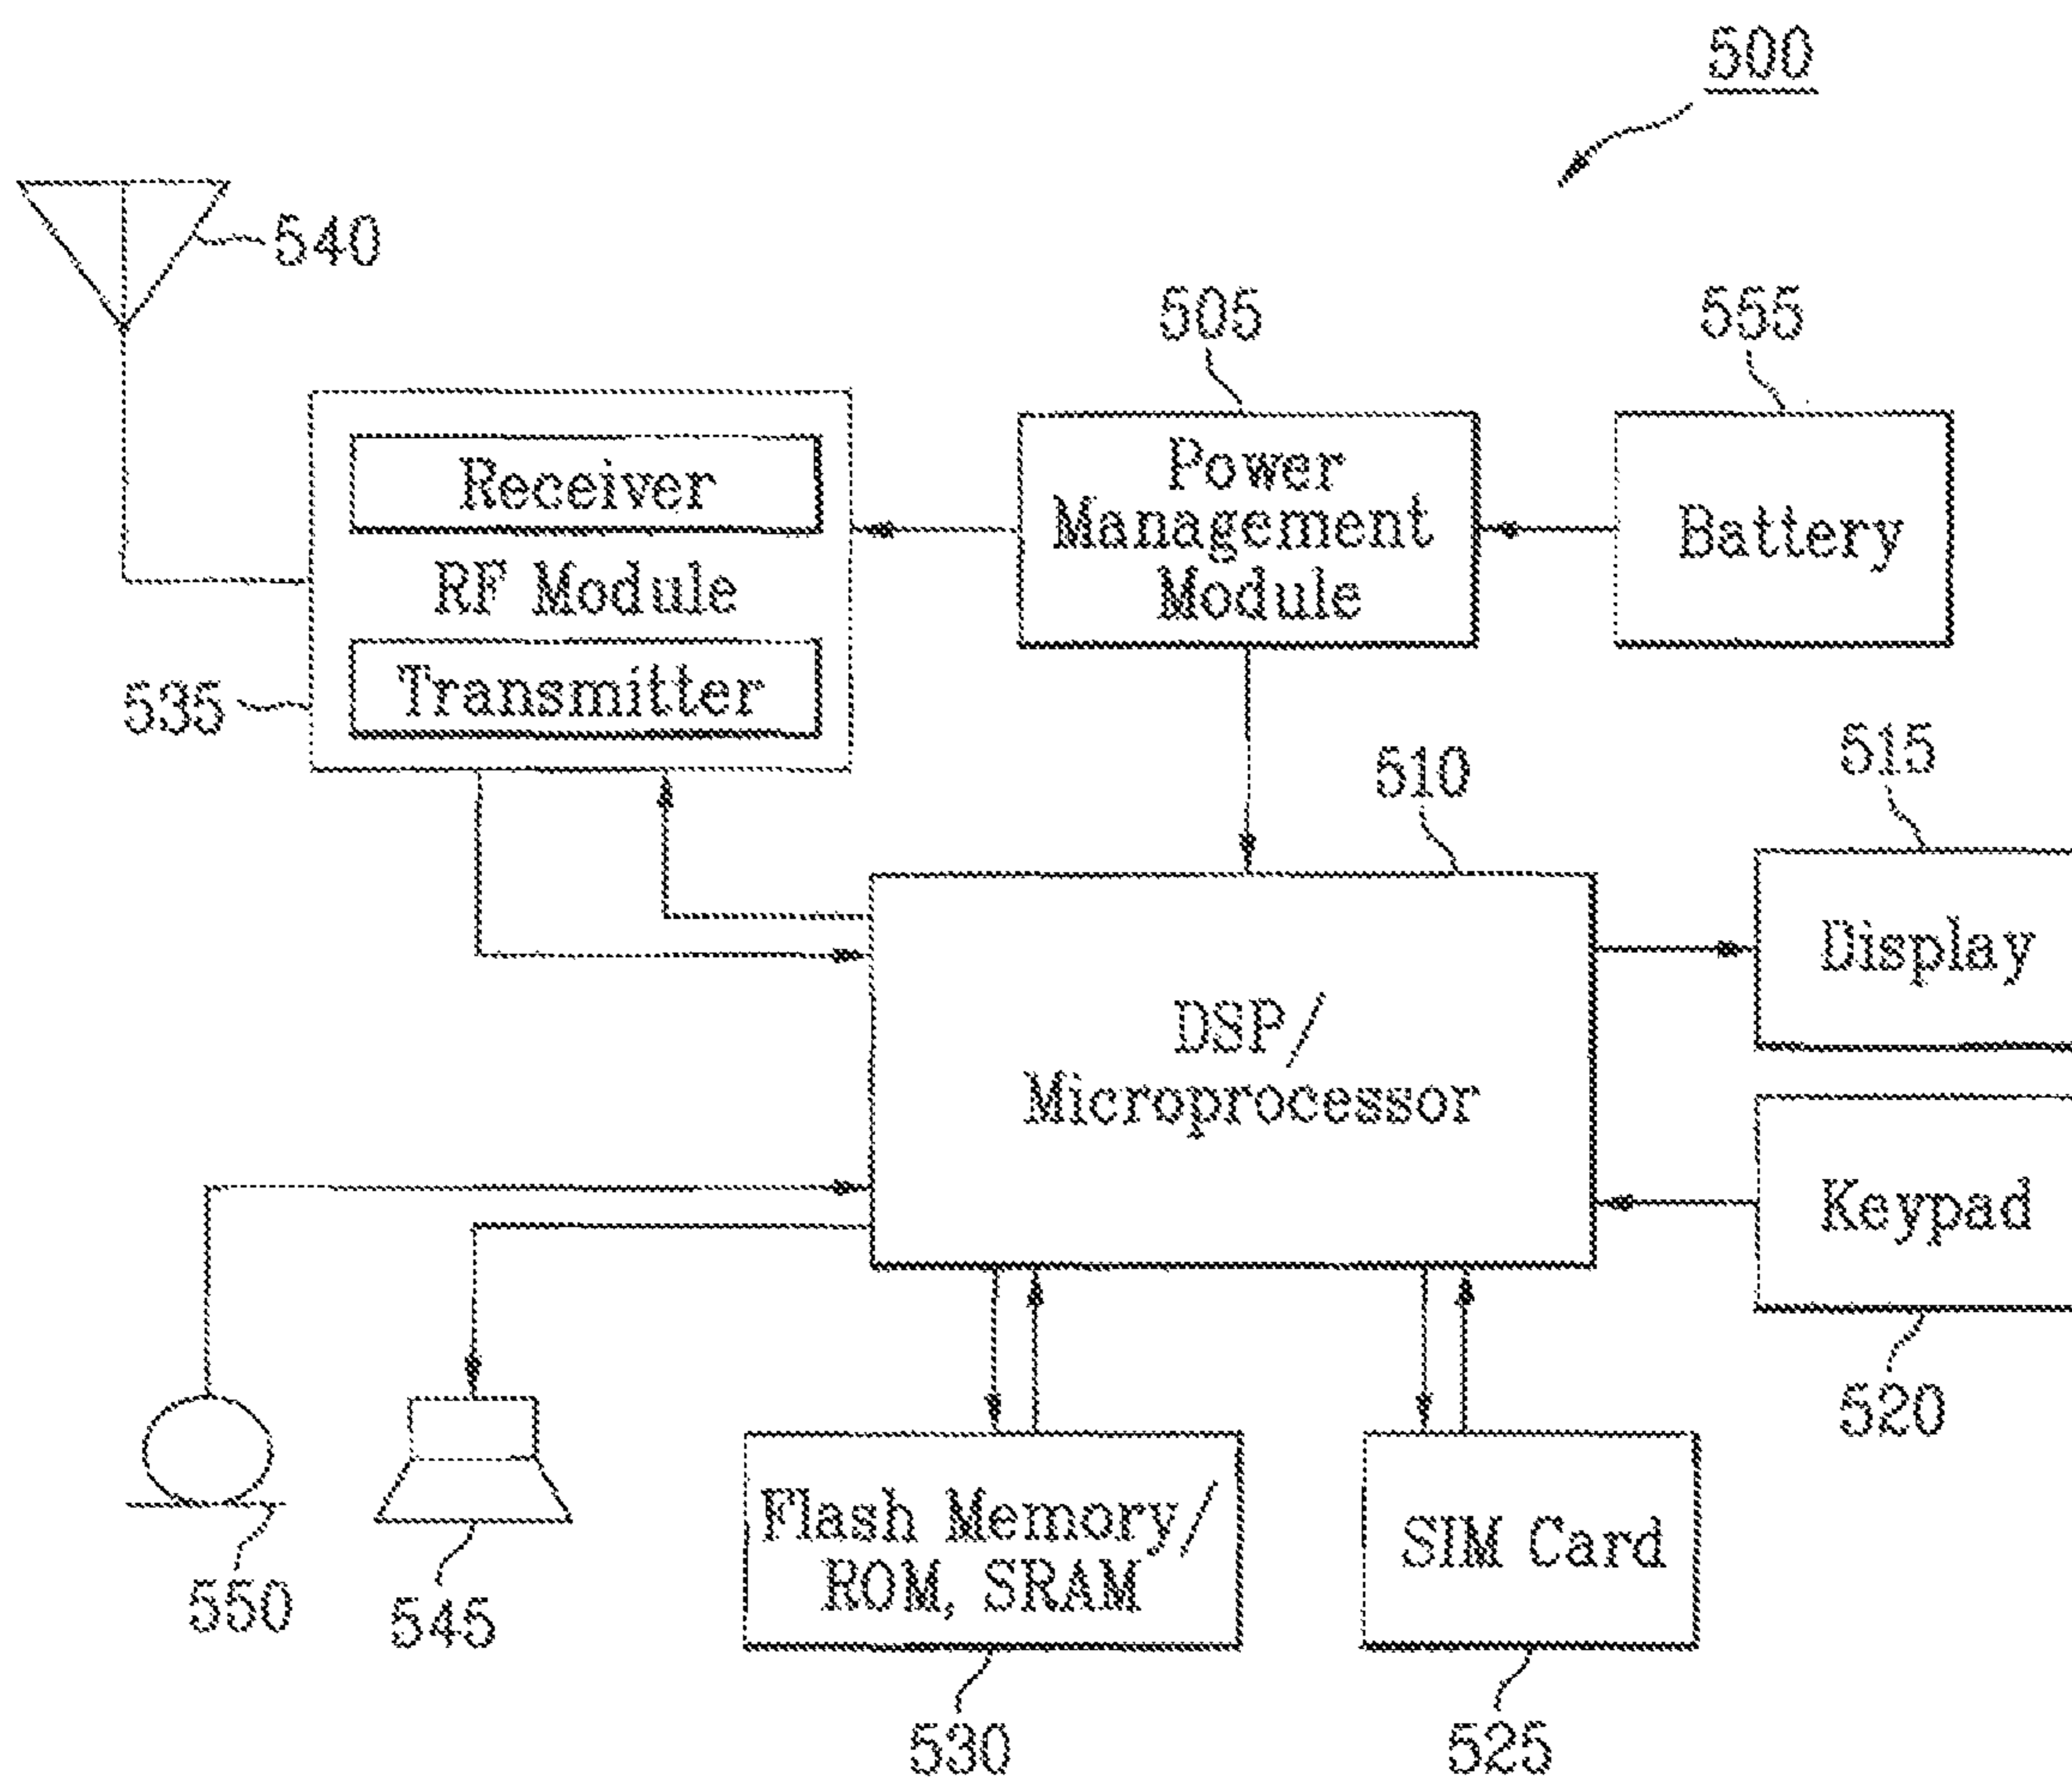 500
540
505
555
Receiver
RF Module
Transmitter
535
Power
Management
Module
Battery
510
515
Display
DSP/
Microprocessor
Keypad
520
550
545
Flash Memory/
ROM, SRAM
530
SIM Card
525